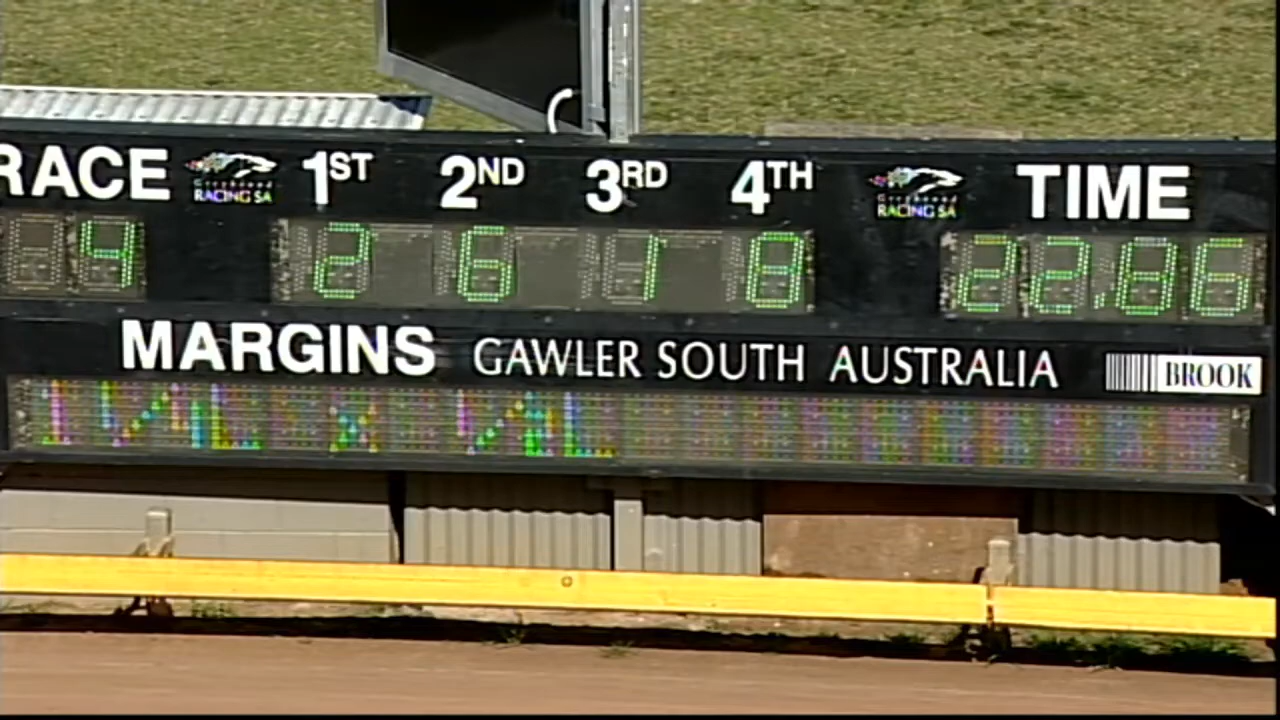 RACE Greyhound RACING SA 1ST 2ND 3RD 4TH Greyhound RACING SA TIME
4 2 6 1 8 22.86
MARGINS GAWLER SOUTH AUSTRALIA BROOK